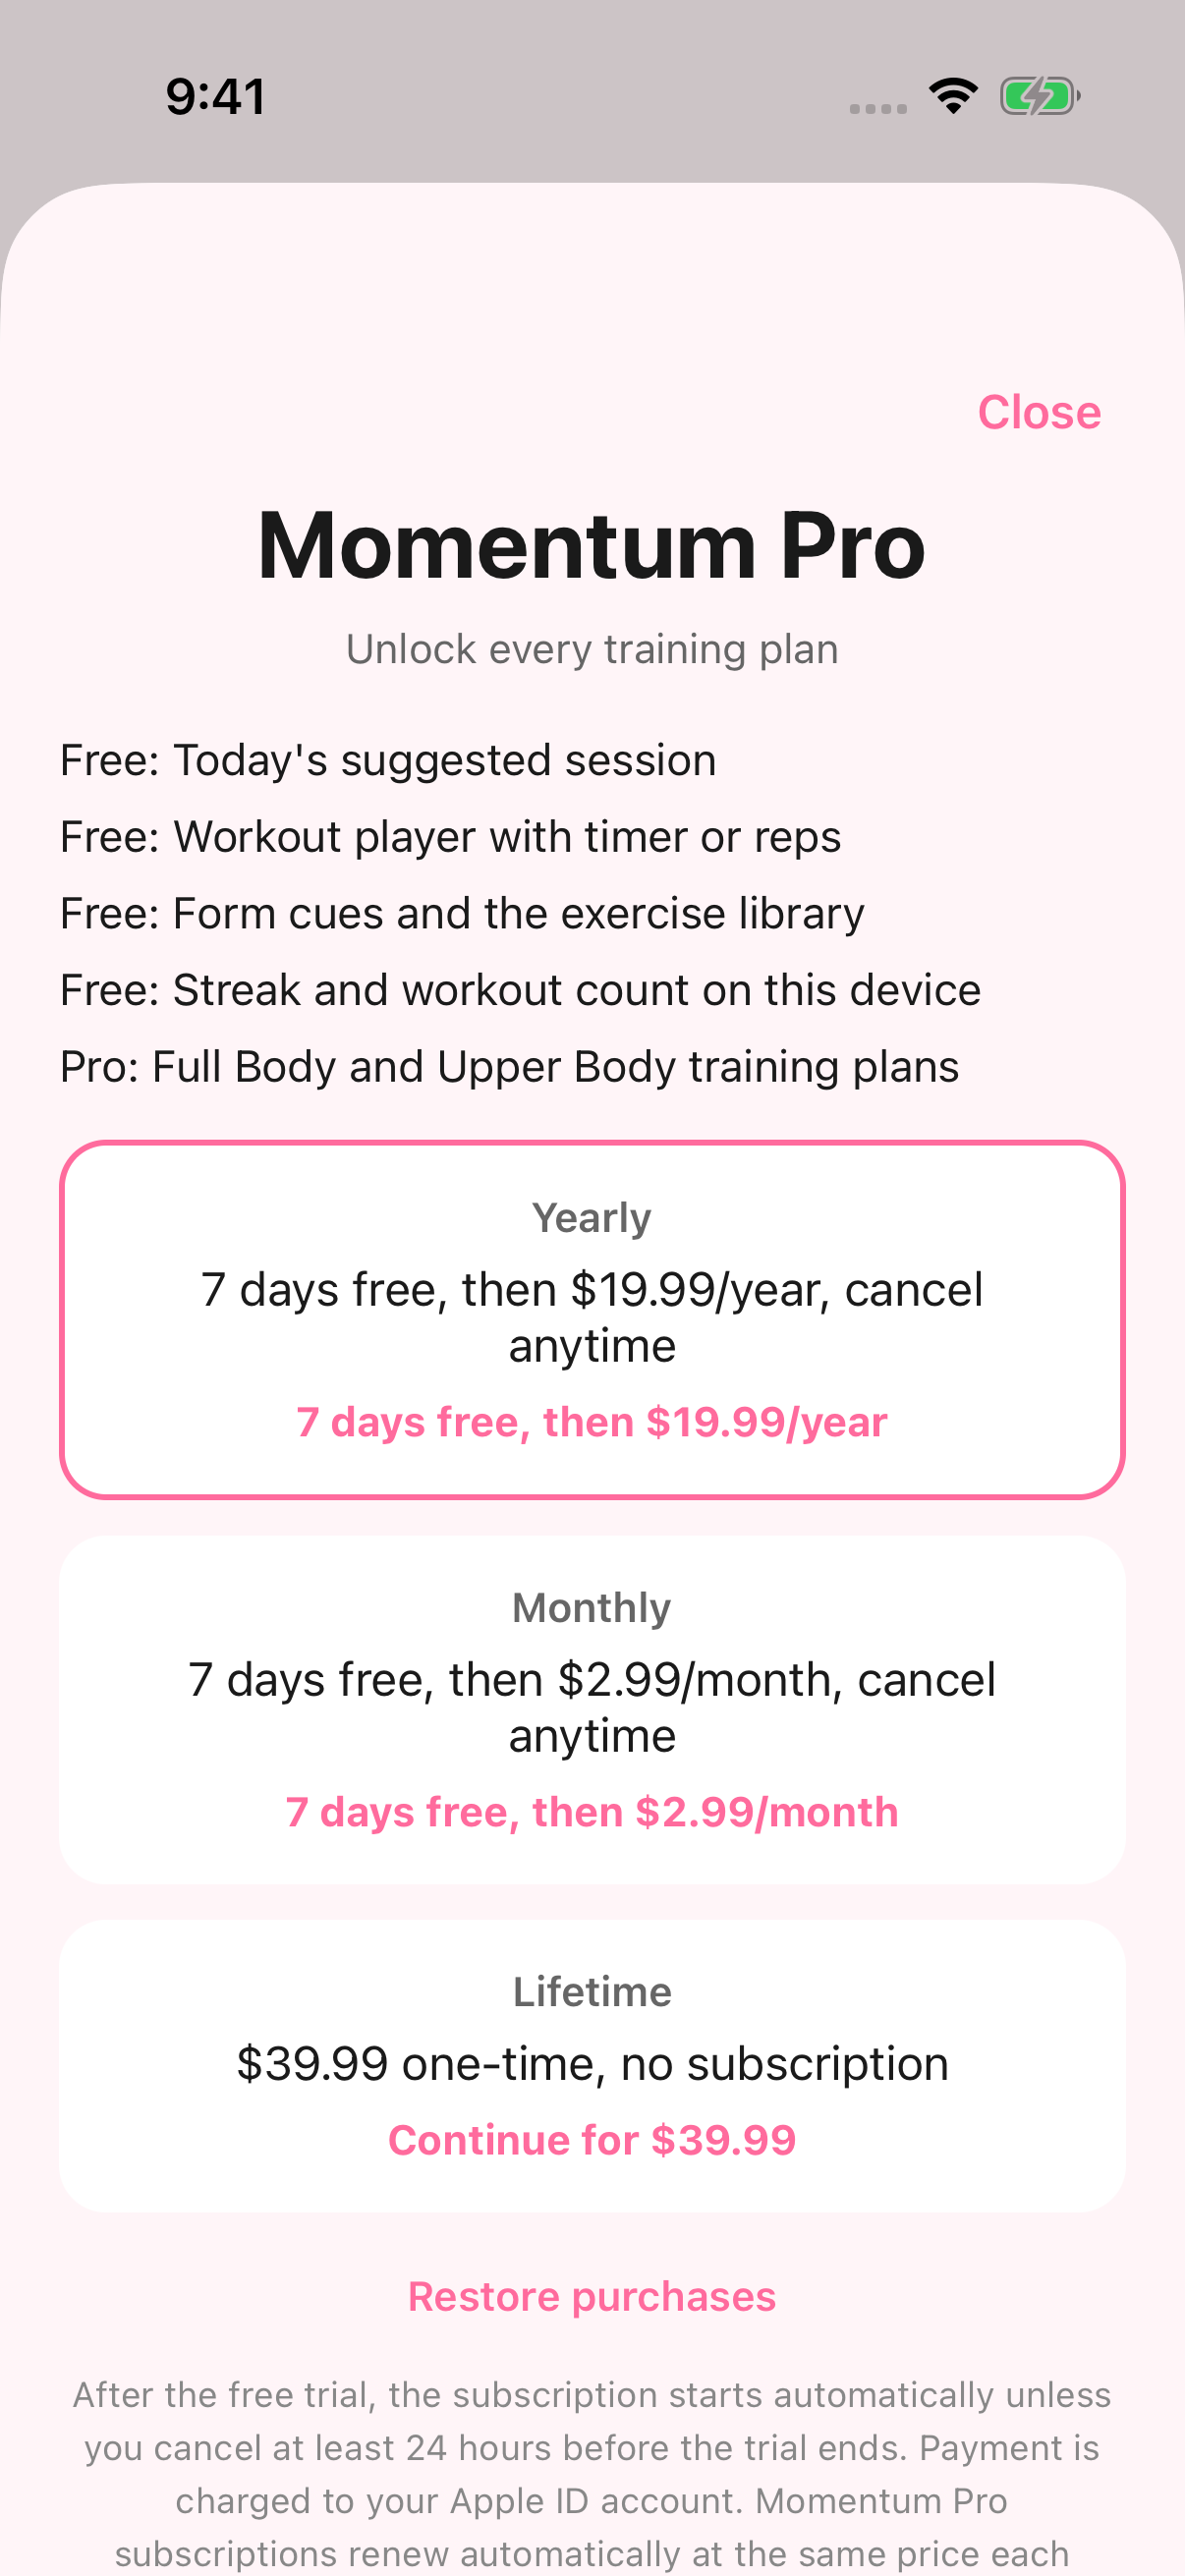 9:41
Close
Momentum Pro
Unlock every training plan
Free: Today's suggested session
Free: Workout player with timer or reps
Free: Form cues and the exercise library
Free: Streak and workout count on this device
Pro: Full Body and Upper Body training plans
Yearly
7 days free, then $19.99/year, cancel
anytime
7 days free, then $19.99/year
Monthly
7 days free, then $2.99/month, cancel
anytime
7 days free, then $2.99/month
Lifetime
$39.99 one-time, no subscription
Continue for $39.99
Restore purchases
After the free trial, the subscription starts automatically unless
you cancel at least 24 hours before the trial ends. Payment is
charged to your Apple ID account. Momentum Pro
subscriptions renew automatically at the same price each